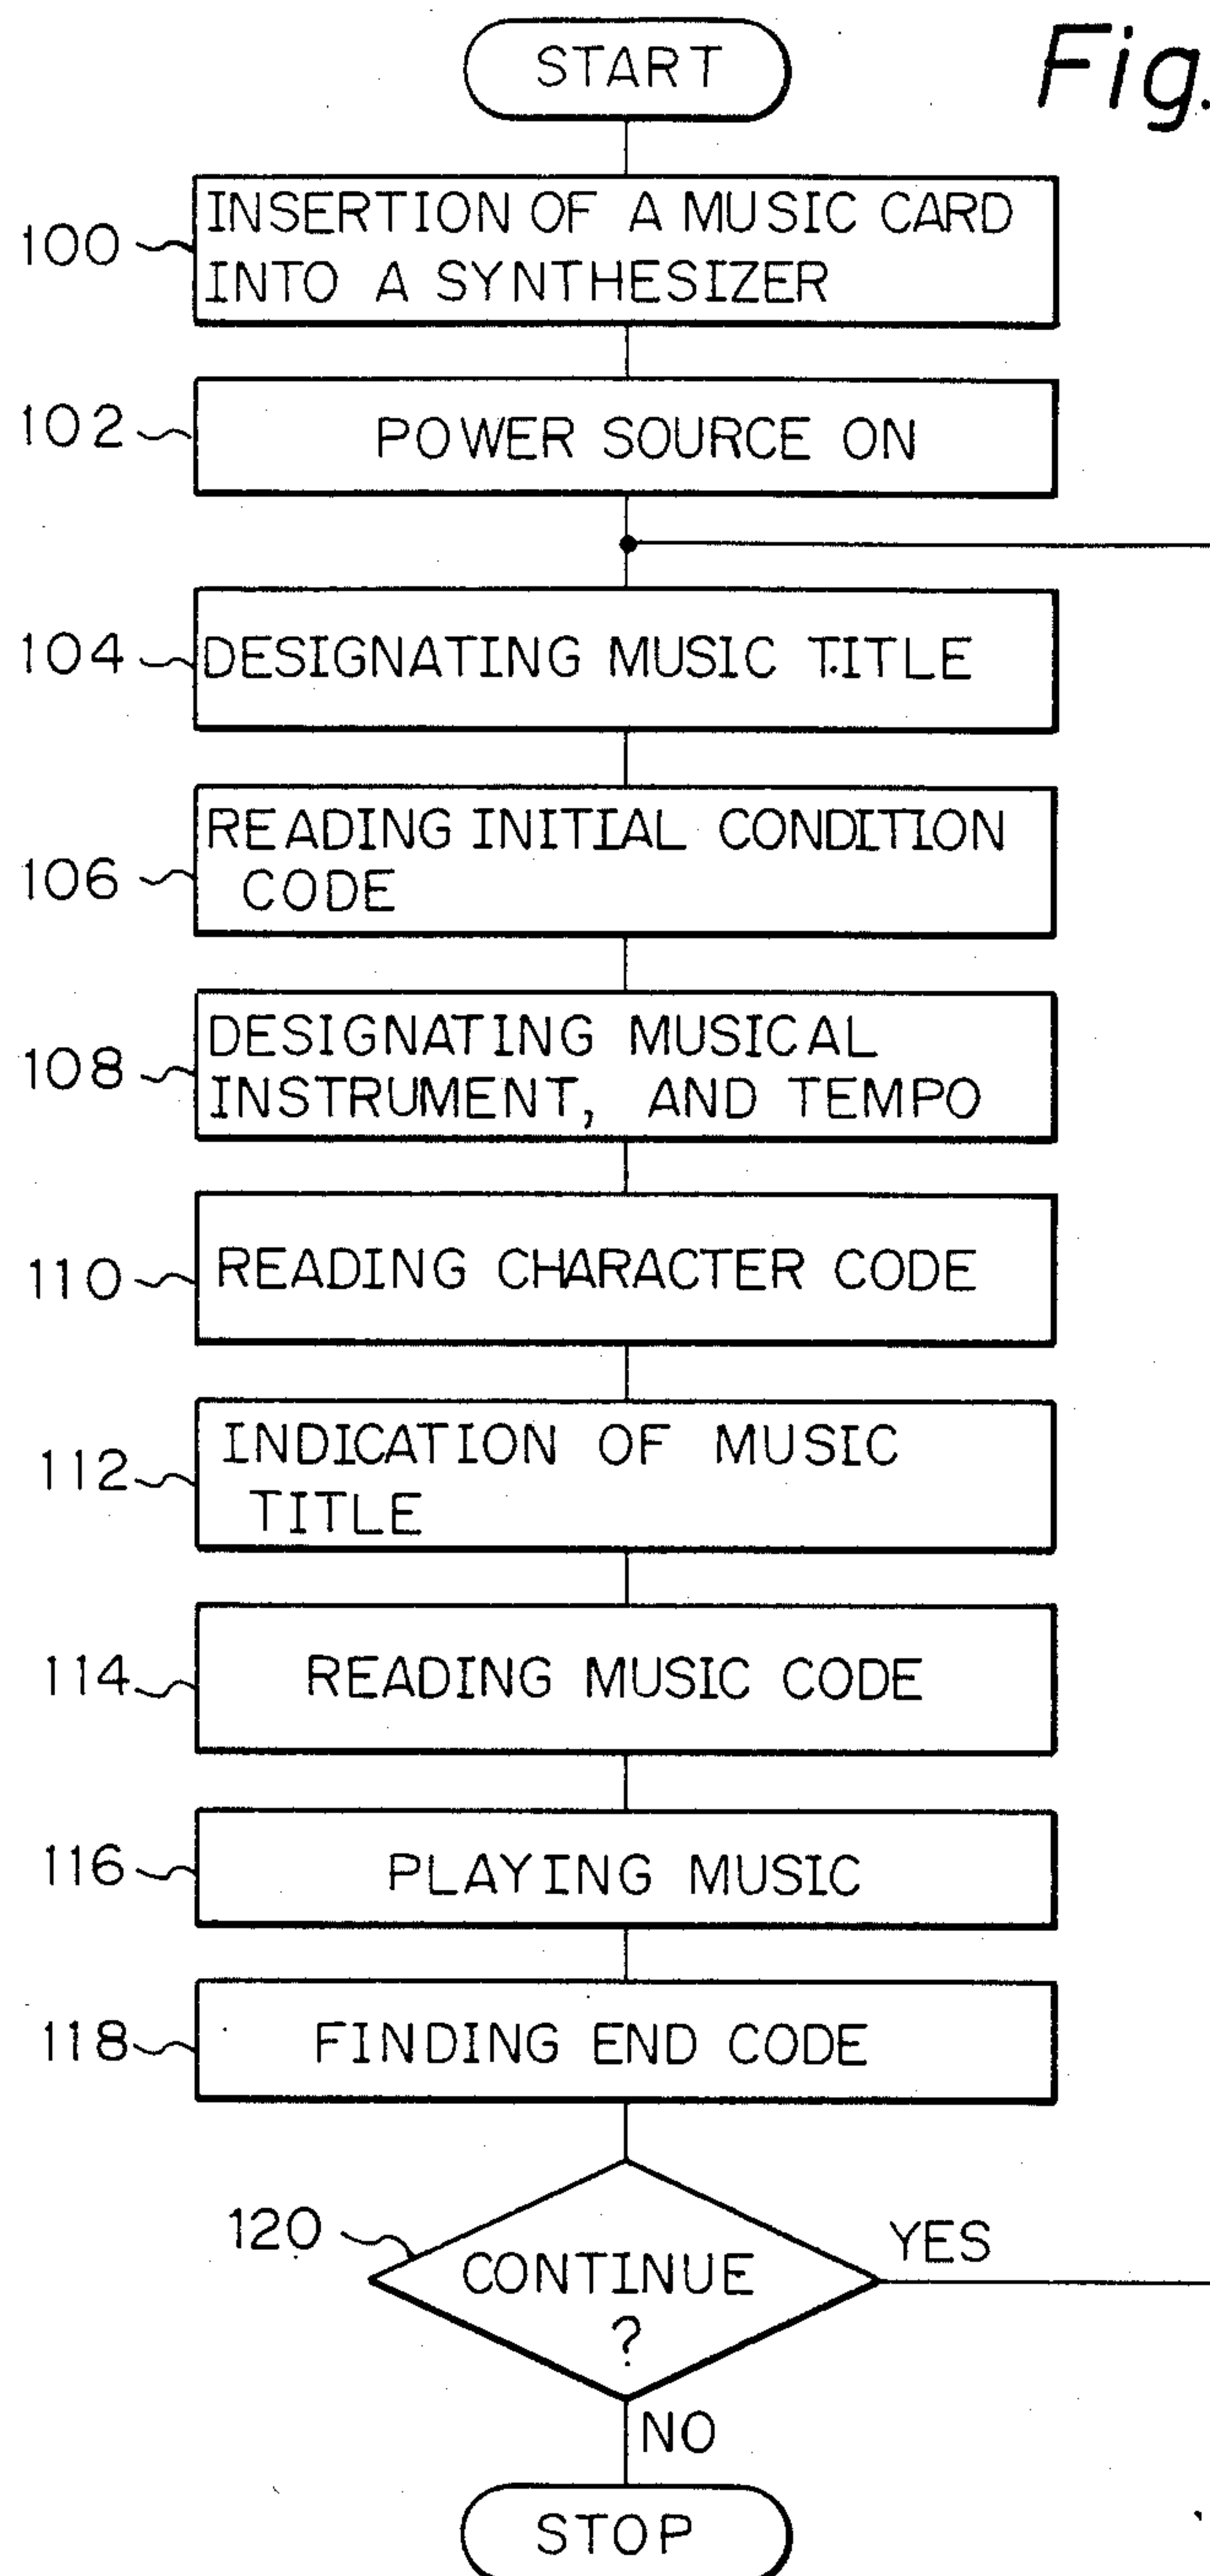 START
Fig.
100
INSERTION OF A MUSIC CARD
INTO A SYNTHESIZER
102
POWER SOURCE ON
104
DESIGNATING MUSIC TITLE
106
READING INITIAL CONDITION
CODE
108
DESIGNATING MUSICAL
INSTRUMENT, AND TEMPO
110
READING CHARACTER CODE
112
INDICATION OF MUSIC
TITLE
114
READING MUSIC CODE
116
PLAYING MUSIC
118
FINDING END CODE
120
CONTINUE
?
YES
NO
STOP